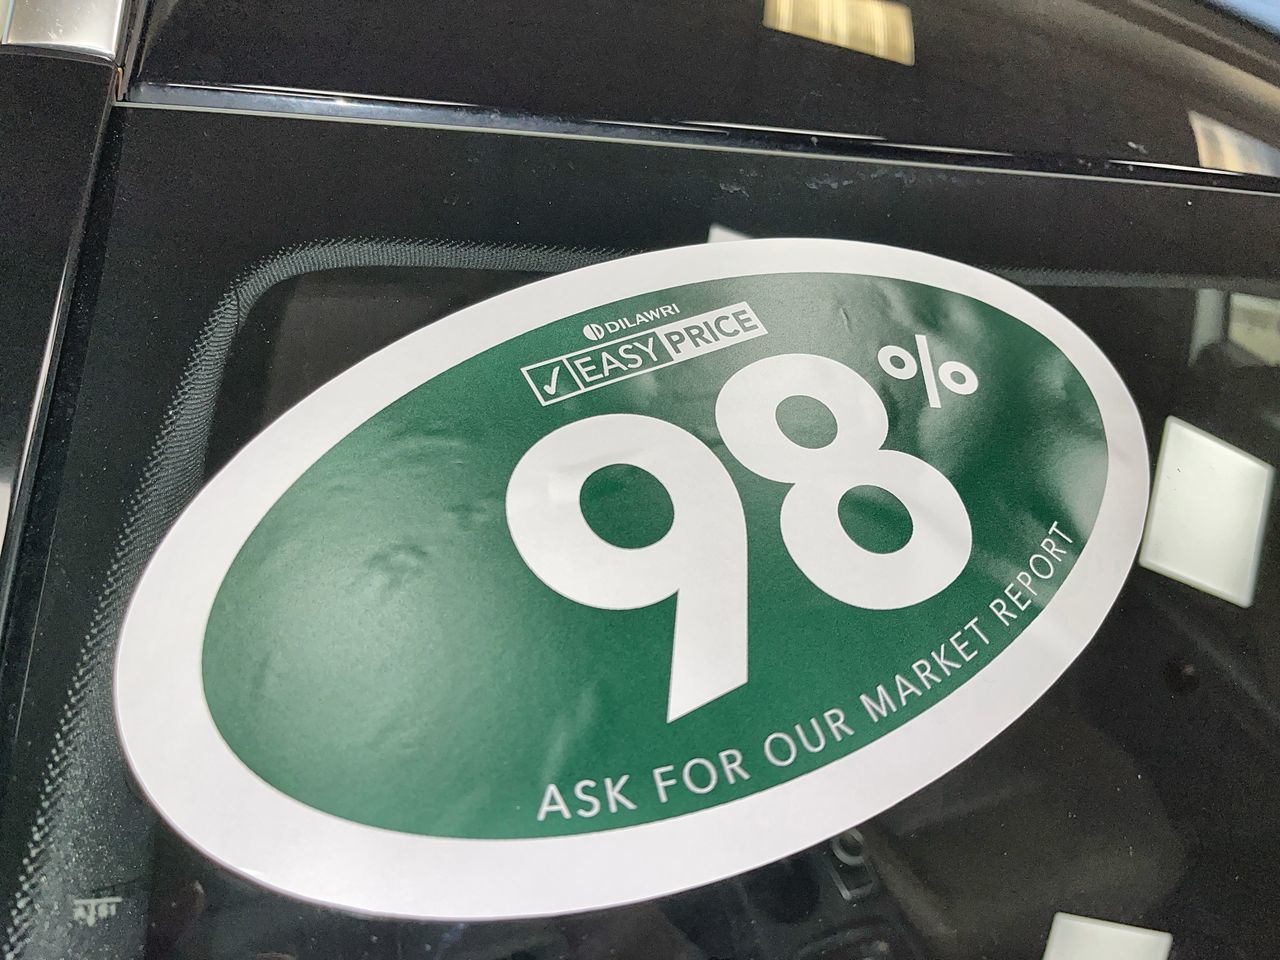 DILAWRI
✓ EASY PRICE
98%
ASK FOR OUR MARKET REPORT